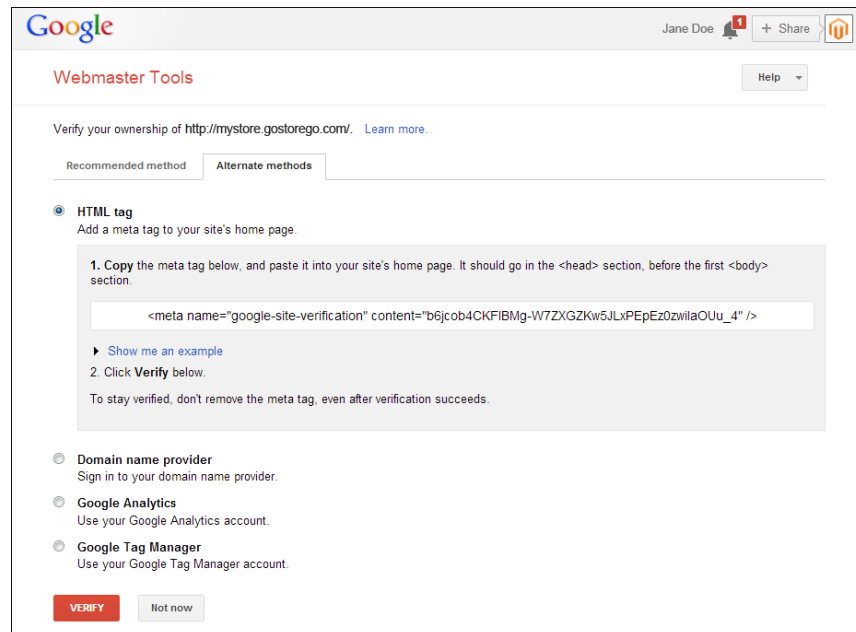 Google
Jane Doe 1 + Share
Webmaster Tools
Help
Verify your ownership of http://mystore.gostorego.com/. Learn more.
Recommended method Alternate methods
HTML tag
Add a meta tag to your site's home page.
1. Copy the meta tag below, and paste it into your site's home page. It should go in the <head> section, before the first <body>
section.
<meta name="google-site-verification" content="b6jcob4CKFIBMg-W7ZXGZKw5JLxPEpEz0zwilaOUu_4" />
Show me an example
2. Click Verify below.
To stay verified, don't remove the meta tag, even after verification succeeds.
Domain name provider
Sign in to your domain name provider.
Google Analytics
Use your Google Analytics account.
Google Tag Manager
Use your Google Tag Manager account.
VERIFY Not now